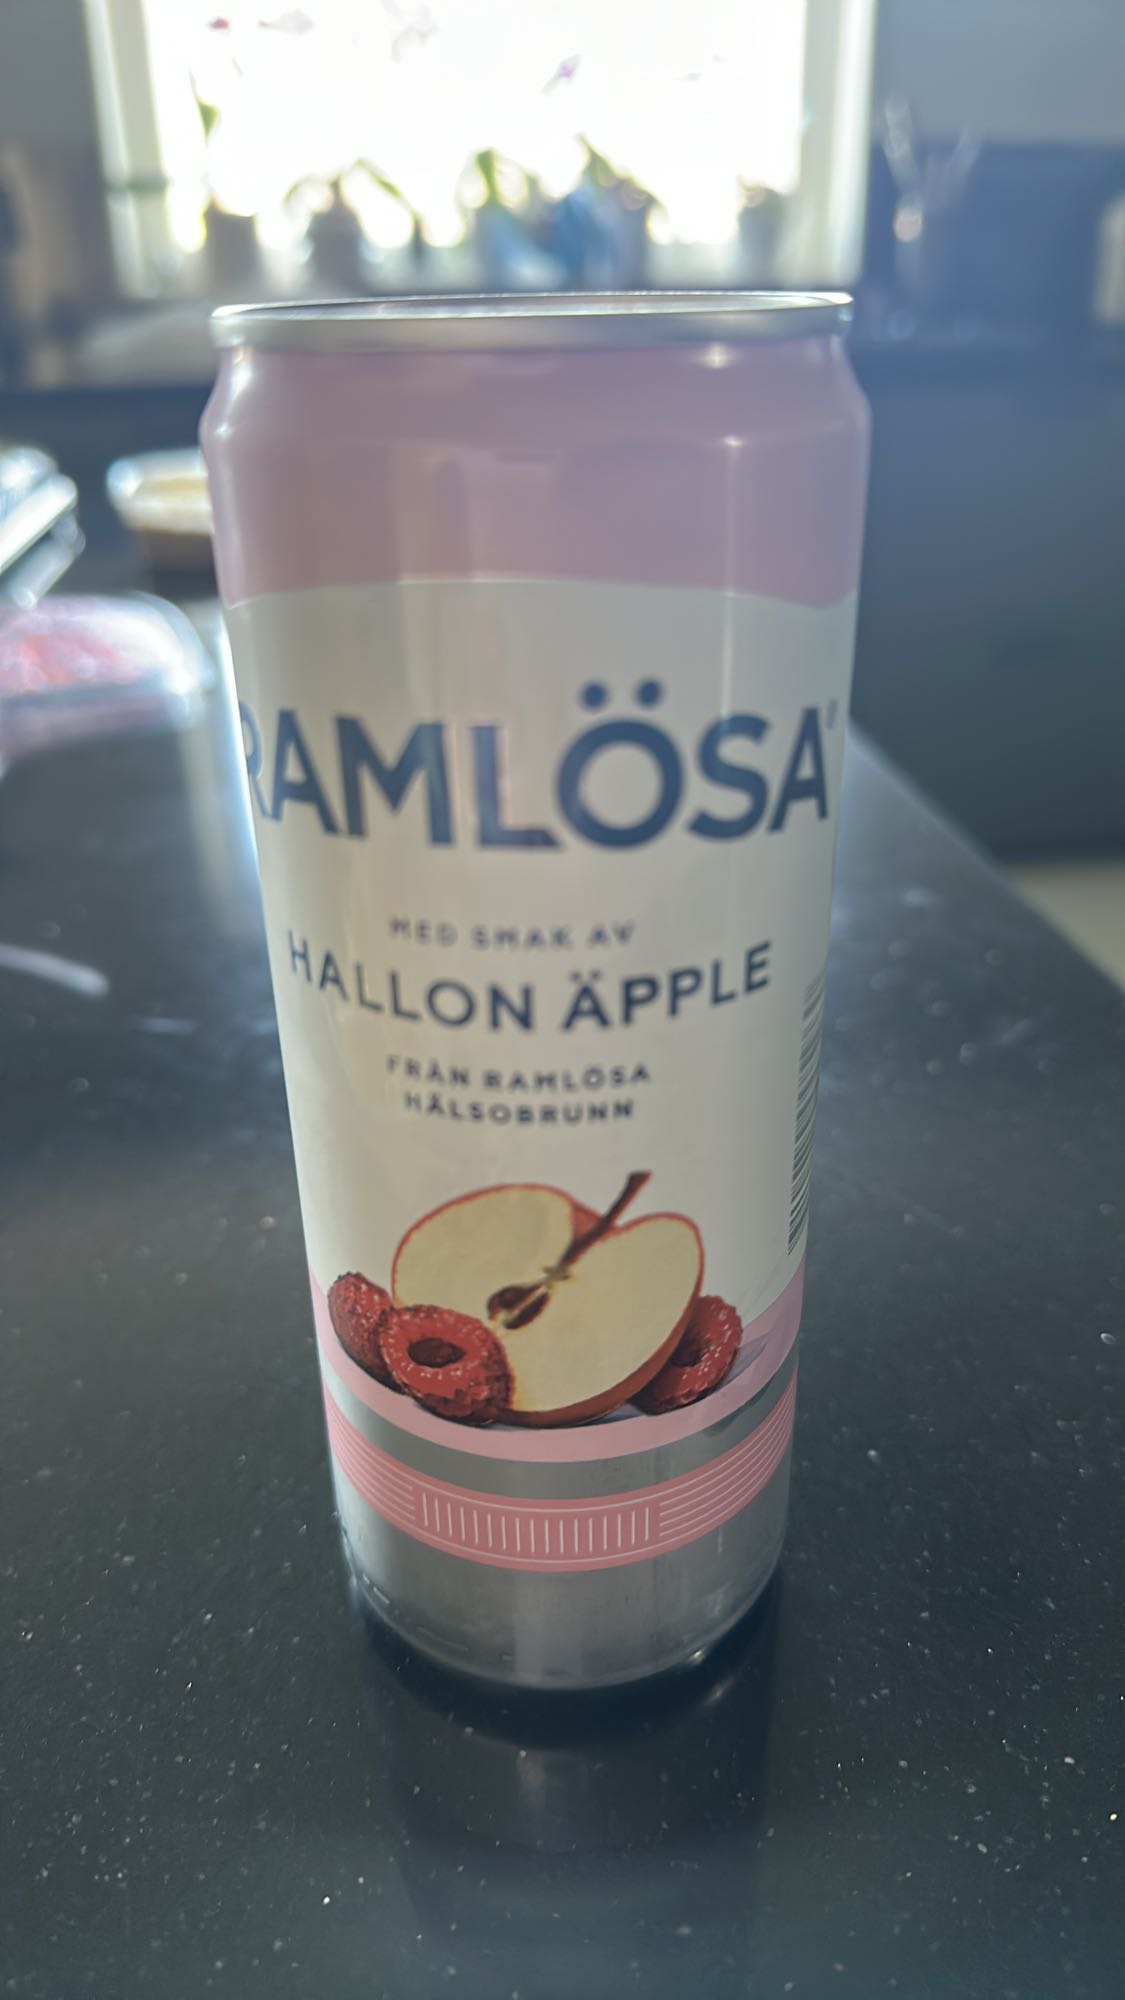 RAMLÖSA®
MED SMAK AV
HALLON ÄPPLE
FRÅN RAMLÖSA
HÄLSOBRUNN